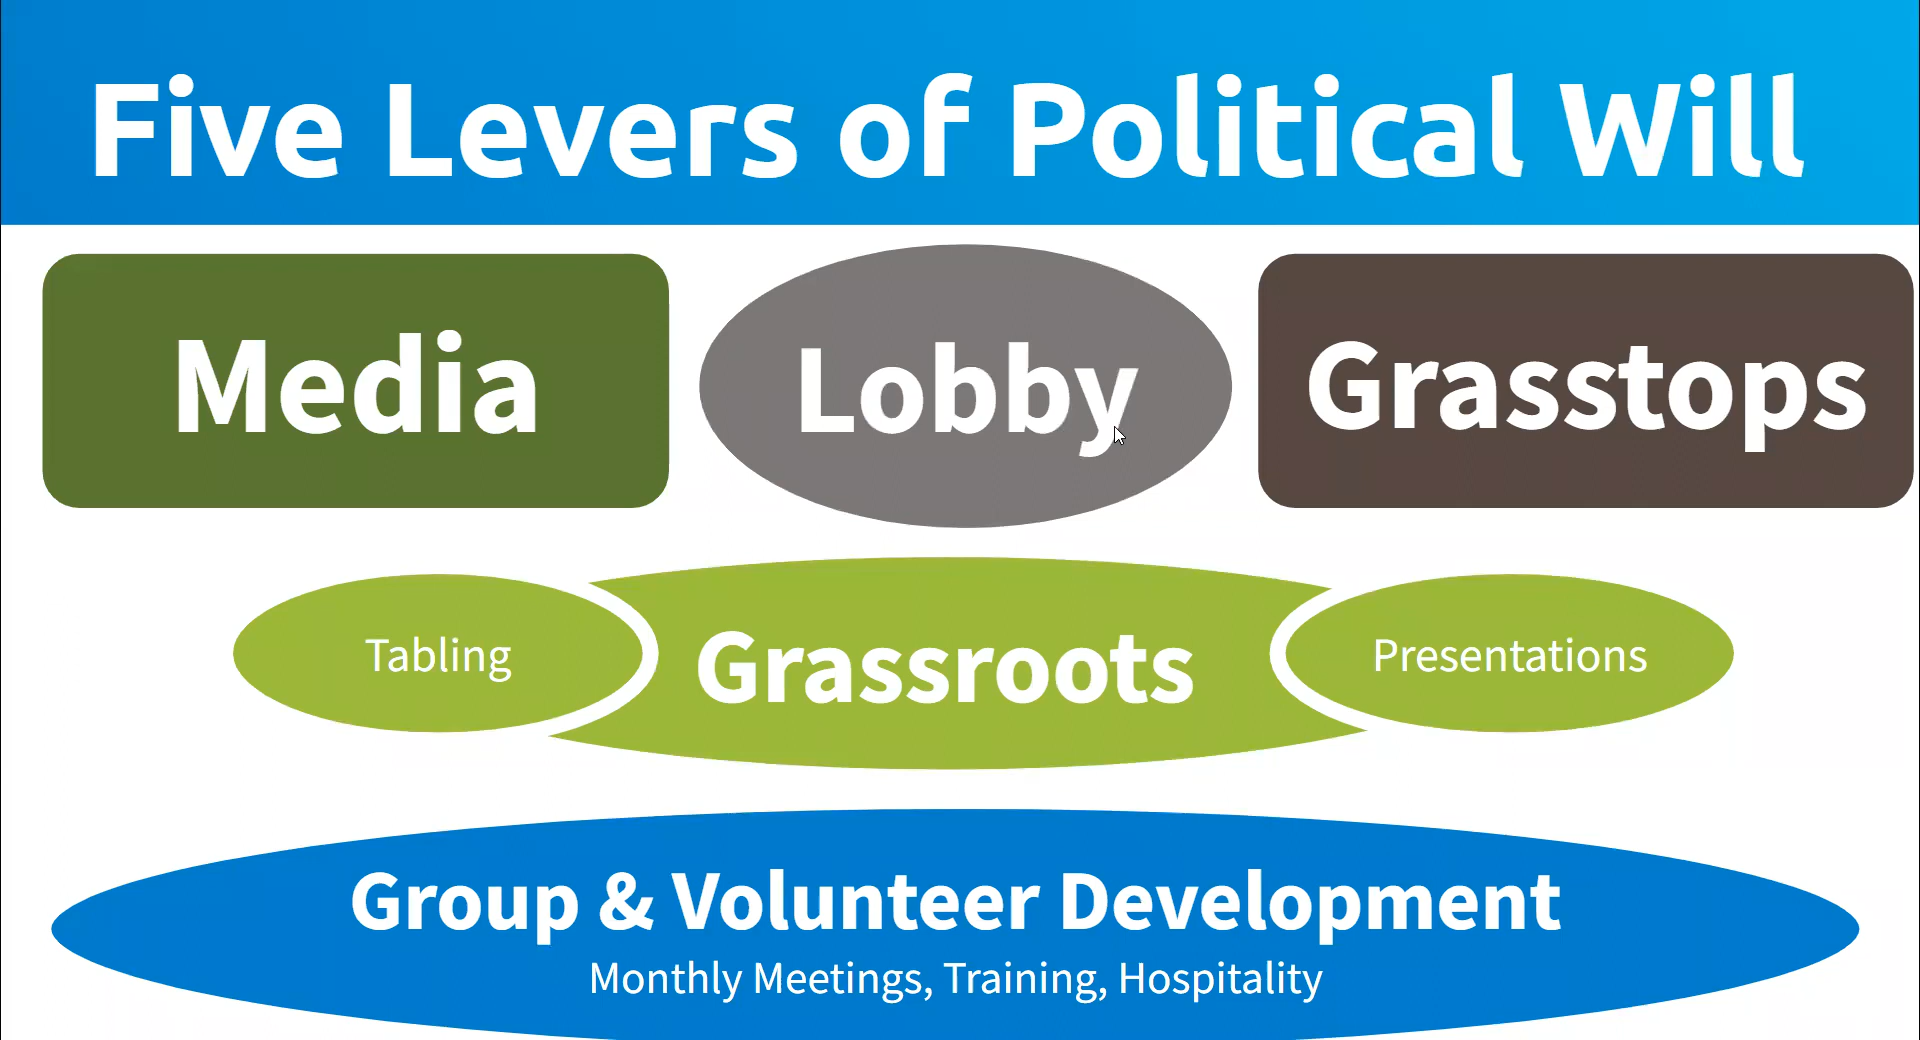 Five Levers of Political Will
Media
Lobby
Grasstops
Tabling
Grassroots
Presentations
Group & Volunteer Development
Monthly Meetings, Training, Hospitality